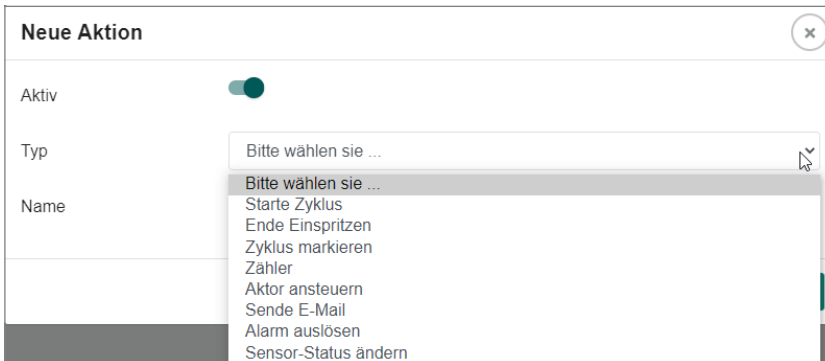 Neue Aktion
Aktiv
Typ
Bitte wählen sie ...
Bitte wählen sie ...
Name
Starte Zyklus
Ende Einspritzen
Zyklus markieren
Zähler
Aktor ansteuern
Sende E-Mail
Alarm auslösen
Sensor-Status ändern